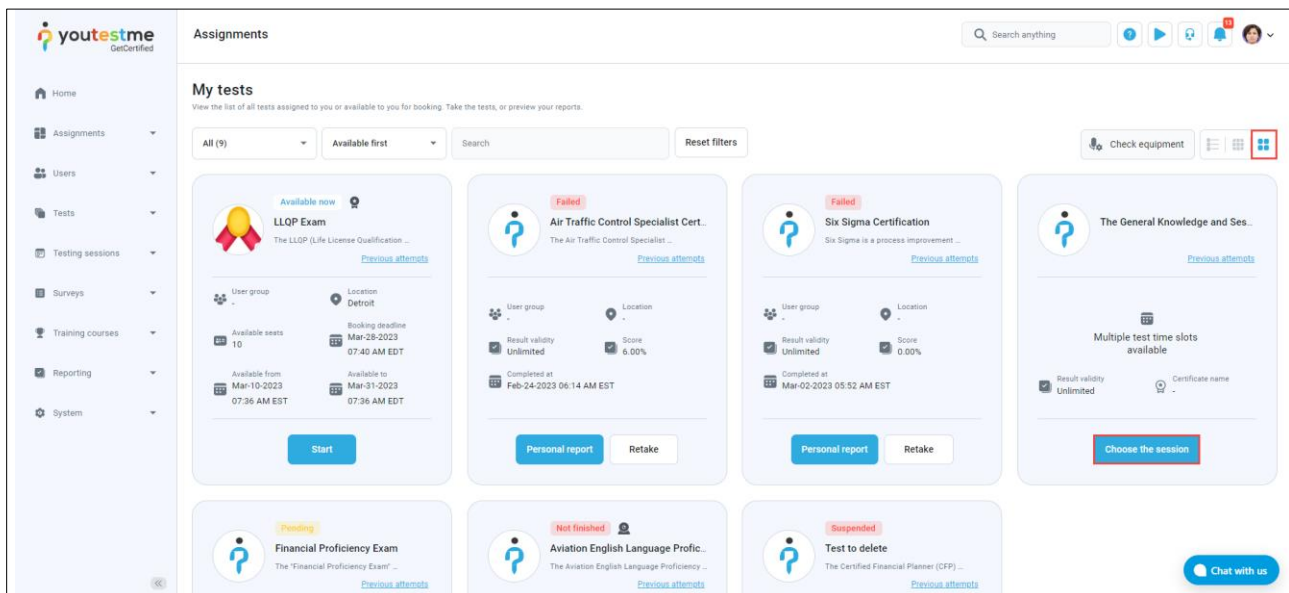 youtestme
GetCertified
Assignments
Search anything
?
13
Home
Assignments
Users
Tests
Testing sessions
Surveys
Training courses
Reporting
System
My tests
View the list of all tests assigned to you or available to you for booking. Take the tests, or preview your reports.
All (9)
Available first
Search
Reset filters
Check equipment
Available now
LLQP Exam
The LLQP (Life License Qualification ...
Previous attempts
User group
-
Location
Detroit
Available seats
10
Booking deadline
Mar-28-2023
07:40 AM EDT
Available from
Mar-10-2023
07:36 AM EST
Available to
Mar-31-2023
07:36 AM EDT
Start
Failed
Air Traffic Control Specialist Cert...
The Air Traffic Control Specialist ...
Previous attempts
User group
-
Location
-
Result validity
Unlimited
Score
6.00%
Completed at
Feb-24-2023 06:14 AM EST
Personal report
Retake
Failed
Six Sigma Certification
Six Sigma is a process improvement ...
Previous attempts
User group
-
Location
-
Result validity
Unlimited
Score
0.00%
Completed at
Mar-02-2023 05:52 AM EST
Personal report
Retake
The General Knowledge and Ses...
Previous attempts
Multiple test time slots
available
Result validity
Unlimited
Certificate name
-
Choose the session
Pending
Financial Proficiency Exam
The "Financial Proficiency Exam" ...
Previous attempts
Not finished
Aviation English Language Profic...
The Aviation English Language Proficiency ...
Previous attempts
Suspended
Test to delete
The Certified Financial Planner (CFP) ...
Previous attempts
Chat with us